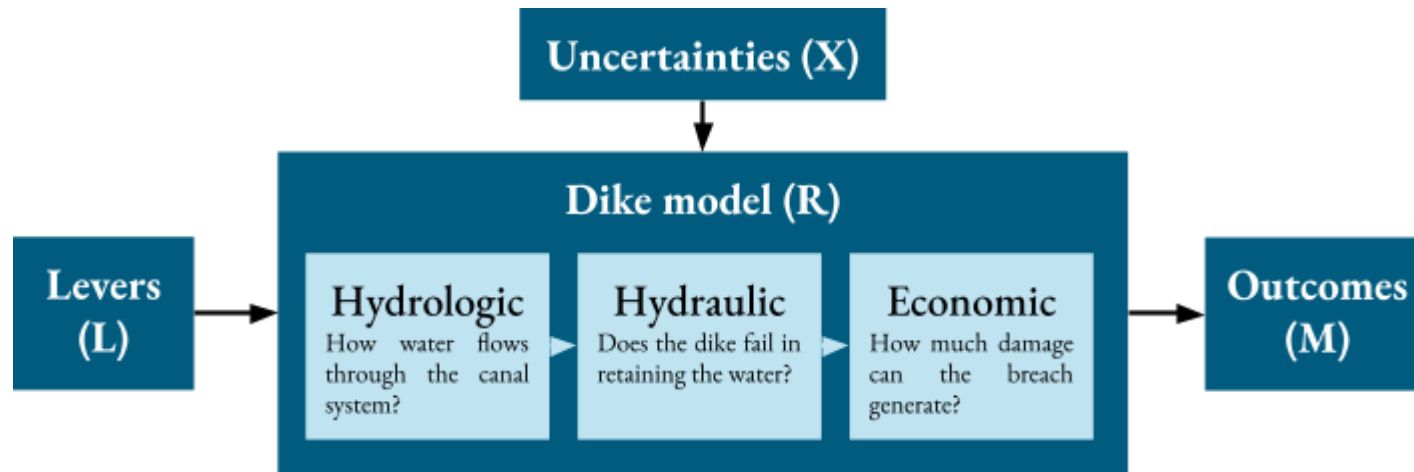 Uncertainties (X)
Dike model (R)
Levers
(L)
Hydrologic
How water flows
through the canal
system?
Hydraulic
Does the dike fail in
retaining the water?
Economic
How much damage
can the breach
generate?
Outcomes
(M)